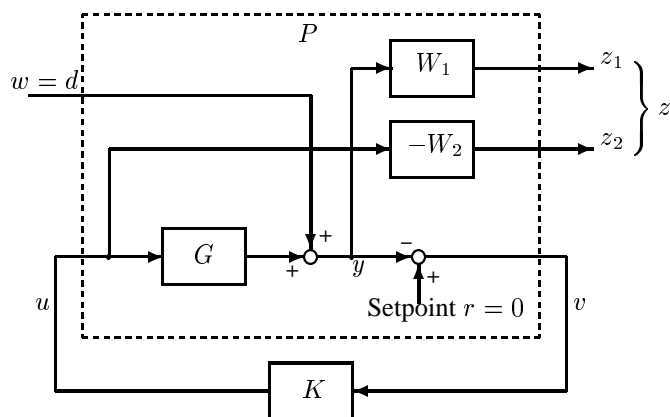 P
W₁
z₁
w = d
z
−W₂
z₂
+
G
+
y
−
+
u
Setpoint r = 0
v
K